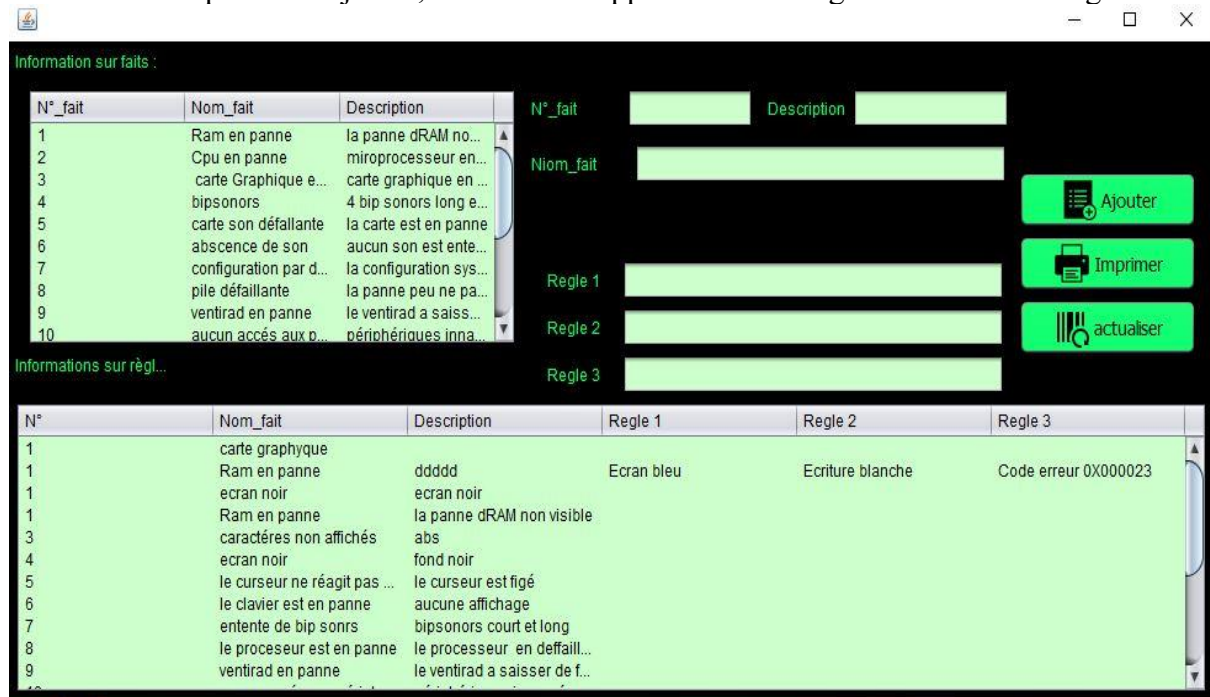 Information sur faits :
N°_fait Nom_fait Description
1 Ram en panne la panne dRAM no...
2 Cpu en panne miroprocesseur en...
3 carte Graphique e... carte graphique en ...
4 bipsonors 4 bip sonors long e...
5 carte son défallante la carte est en panne
6 abscence de son aucun son est ente...
7 configuration par d... la configuration sys...
8 pile défaillante la panne peu ne pa...
9 ventirad en panne le ventirad a saiss...
10 aucun accés aux p... périphériques inna...
N°_fait Description
Niom_fait
Regle 1
Regle 2
Regle 3
Ajouter
Imprimer
actualiser
Informations sur règl...
N° Nom_fait Description Regle 1 Regle 2 Regle 3
1 carte graphyque
1 Ram en panne ddddd Ecran bleu Ecriture blanche Code erreur 0X000023
1 ecran noir ecran noir
1 Ram en panne la panne dRAM non visible
3 caractéres non affichés abs
4 ecran noir fond noir
5 le curseur ne réagit pas ... le curseur est figé
6 le clavier est en panne aucune affichage
7 entente de bip sonrs bipsonors court et long
8 le proceseur est en panne le processeur en deffaill...
9 ventirad en panne le ventirad a saisser de f...